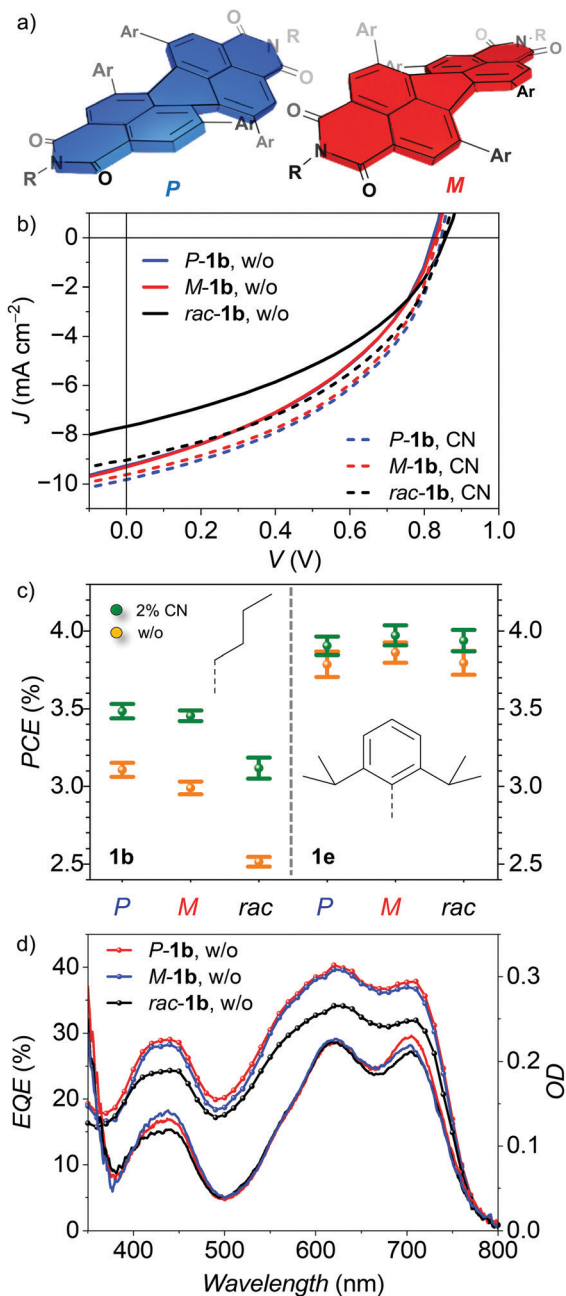 a)
Ar
O
N
R
O
Ar
Ar
Ar
O
N
R
O
P
Ar
R
N
O
O
Ar
Ar
O
N
R
O
Ar
M
b)
0
-2
-4
-6
-8
-10
J (mA cm⁻²)
P-1b, w/o
M-1b, w/o
rac-1b, w/o
P-1b, CN
M-1b, CN
rac-1b, CN
0.0 0.2 0.4 0.6 0.8 1.0
V (V)
c)
2% CN
w/o
4.0
3.5
3.0
2.5
PCE (%)
4.0
3.5
3.0
2.5
1b
1e
P M rac P M rac
d)
P-1b, w/o
M-1b, w/o
rac-1b, w/o
40
30
20
10
0
EQE (%)
0.3
0.2
0.1
0.0
OD
400 500 600 700 800
Wavelength (nm)